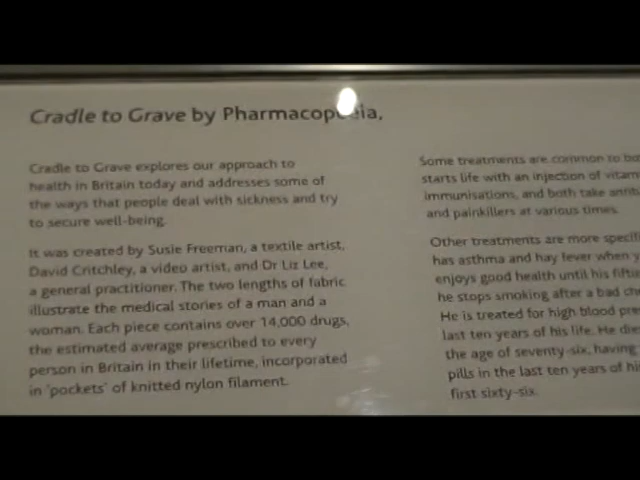 Cradle to Grave by Pharmacopoeia,
Cradle to Grave explores our approach to
health in Britain today and addresses some of
the ways that people deal with sickness and try
to secure well-being.
It was created by Susie Freeman, a textile artist,
David Critchley, a video artist, and Dr Liz Lee,
a general practitioner. The two lengths of fabric
illustrate the medical stories of a man and a
woman. Each piece contains over 14,000 drugs,
the estimated average prescribed to every
person in Britain in their lifetime, incorporated
in 'pockets' of knitted nylon filament.
Some treatments are common to
starts life with an injection of
immunisations, and both take
and painkillers at various times.
Other treatments are more
has asthma and hay fever when
enjoys good health until his
he stops smoking after a bad
He is treated for high blood
last ten years of his life. He
the age of seventy-six, having
pills in the last ten years of
first sixty-six.